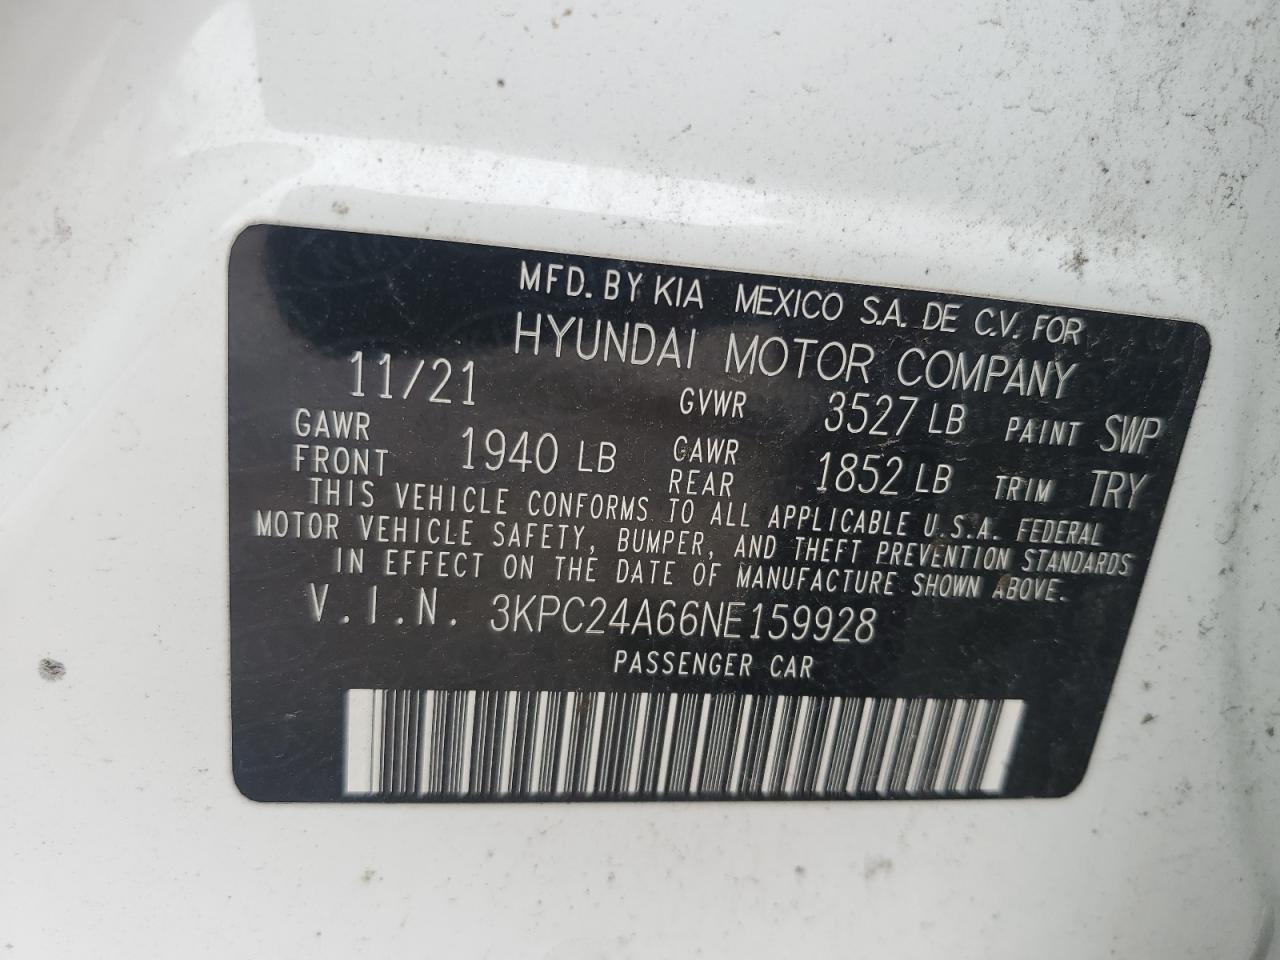 MFD. BY KIA MEXICO S.A. DE C.V. FOR
HYUNDAI MOTOR COMPANY
11/21 GVWR 3527 LB PAINT SWP
GAWR FRONT 1940 LB GAWR REAR 1852 LB TRIM TRY
THIS VEHICLE CONFORMS TO ALL APPLICABLE U.S.A. FEDERAL
MOTOR VEHICLE SAFETY, BUMPER, AND THEFT PREVENTION STANDARDS
IN EFFECT ON THE DATE OF MANUFACTURE SHOWN ABOVE.
V.I.N. 3KPC24A66NE159928
PASSENGER CAR